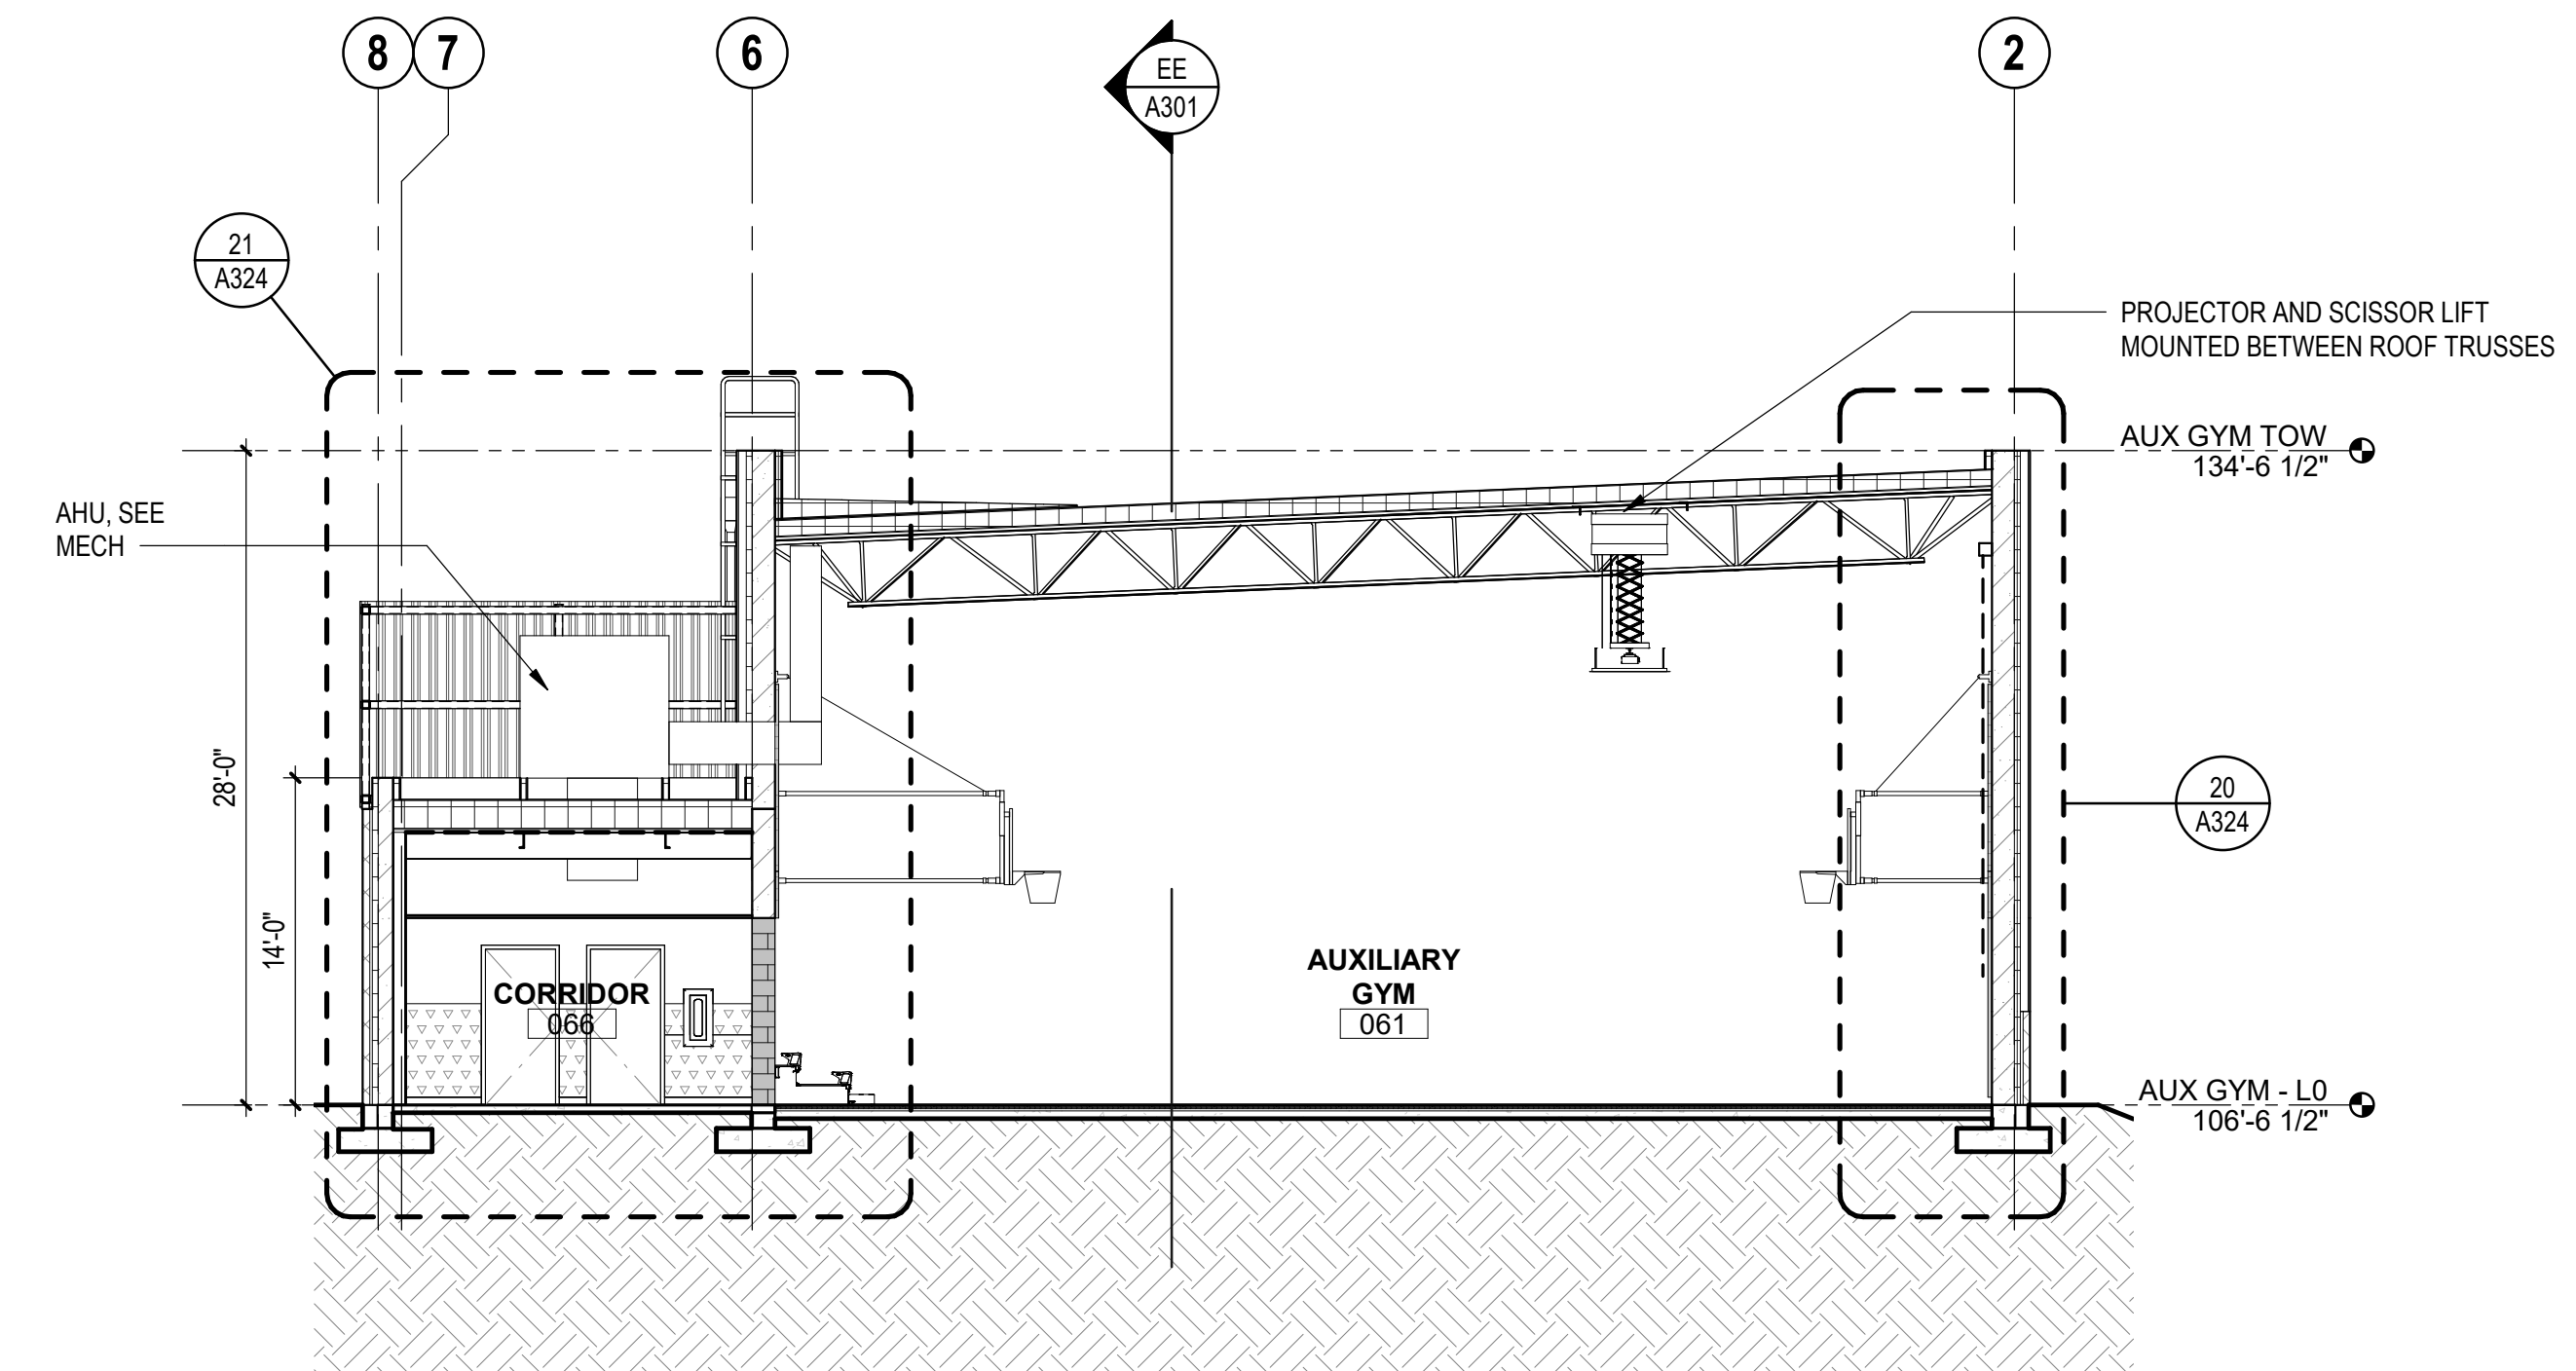 8
7
6
EE
A301
2
21
A324
PROJECTOR AND SCISSOR LIFT
MOUNTED BETWEEN ROOF TRUSSES
AUX GYM TOW
134'-6 1/2"
AHU, SEE
MECH
28'-0"
14'-0"
20
A324
CORRIDOR
066
AUXILIARY
GYM
061
AUX GYM - L0
106'-6 1/2"